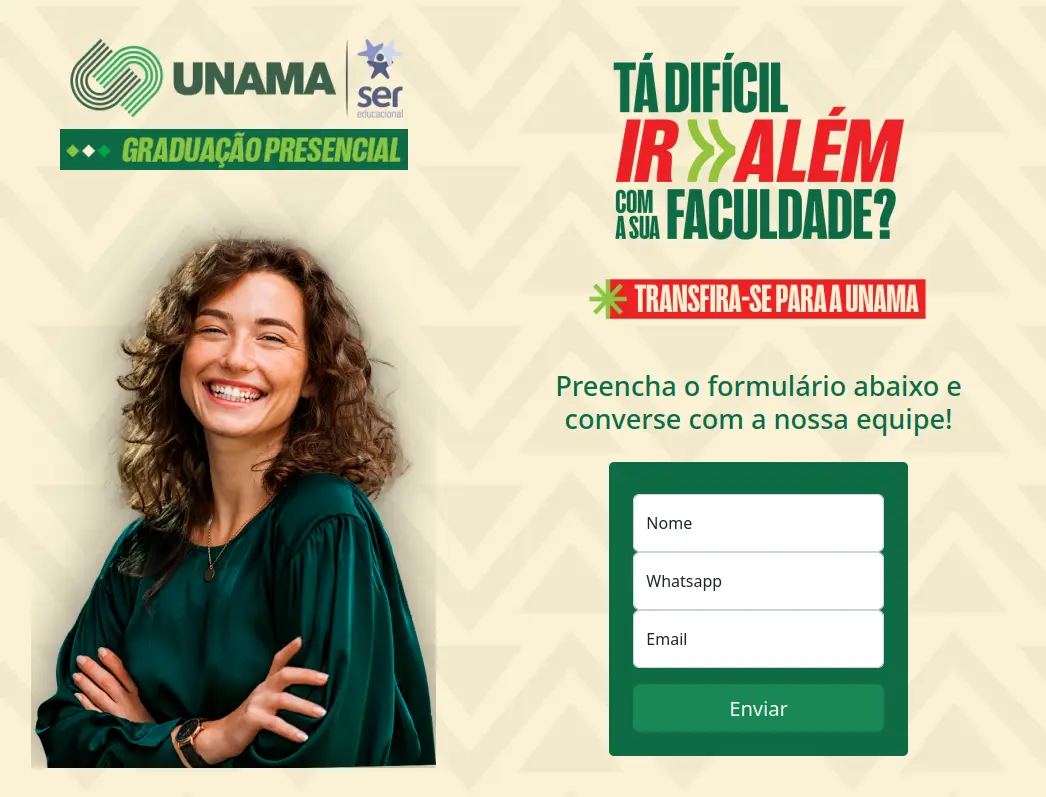 UNAMA
ser
educacional
GRADUAÇÃO PRESENCIAL
TÁ DIFÍCIL
IR ALÉM
COM
A SUA FACULDADE?
TRANSFIRA-SE PARA A UNAMA
Preencha o formulário abaixo e
converse com a nossa equipe!
Nome
Whatsapp
Email
Enviar